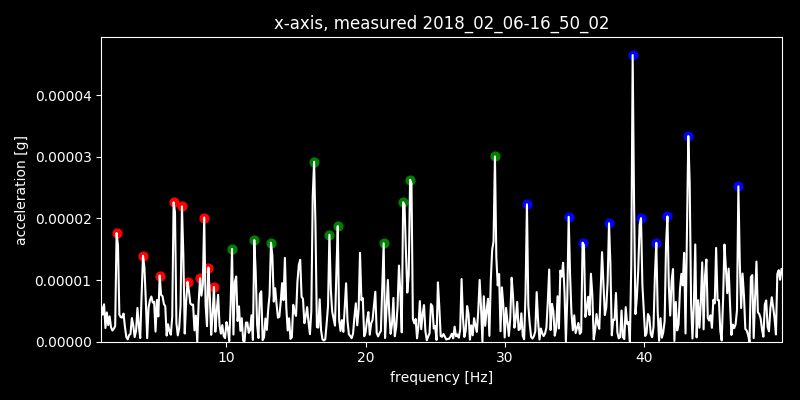 x-axis, measured 2018_02_06-16_50_02
acceleration [g]
0.00004
0.00003
0.00002
0.00001
0.00000
10 20 30 40
frequency [Hz]